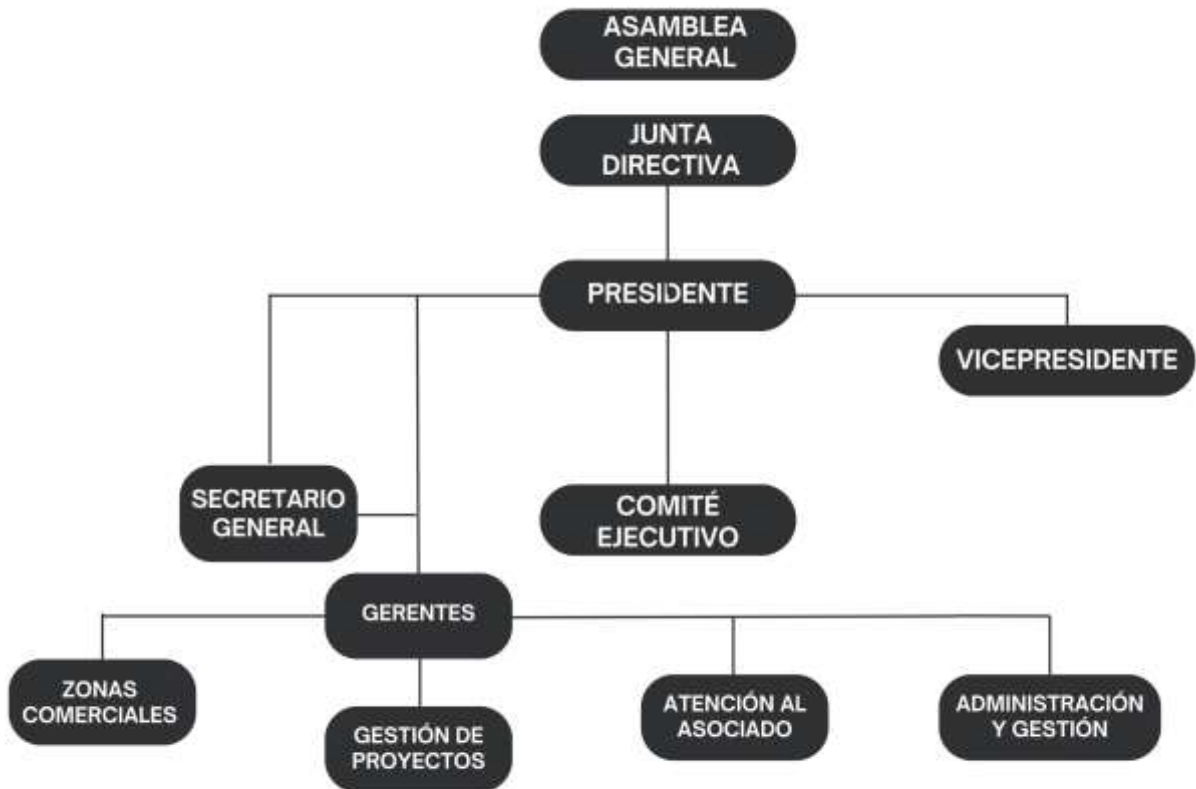 ASAMBLEA
GENERAL
JUNTA
DIRECTIVA
PRESIDENTE
VICEPRESIDENTE
SECRETARIO
GENERAL
COMITÉ
EJECUTIVO
GERENTES
ZONAS
COMERCIALES
GESTIÓN DE
PROYECTOS
ATENCIÓN AL
ASOCIADO
ADMINISTRACIÓN
Y GESTIÓN